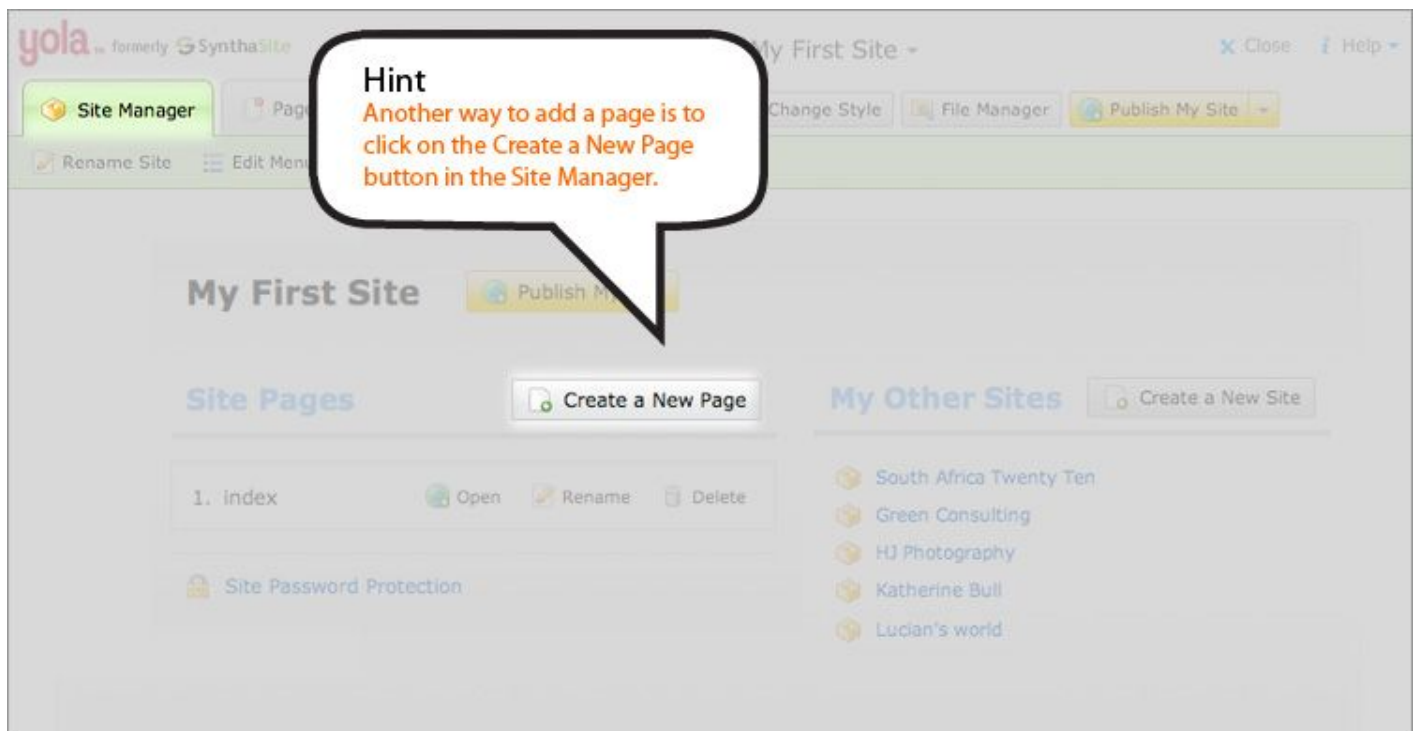 yola formerly SynthaSite
My First Site
Close
Help
Hint
Another way to add a page is to
click on the Create a New Page
button in the Site Manager.
Site Manager
Page
Change Style
File Manager
Publish My Site
Rename Site
Edit Menu
My First Site
Publish My
Site Pages
Create a New Page
1. index
Open
Rename
Delete
Site Password Protection
My Other Sites
Create a New Site
South Africa Twenty Ten
Green Consulting
HJ Photography
Katherine Bull
Lucian's world